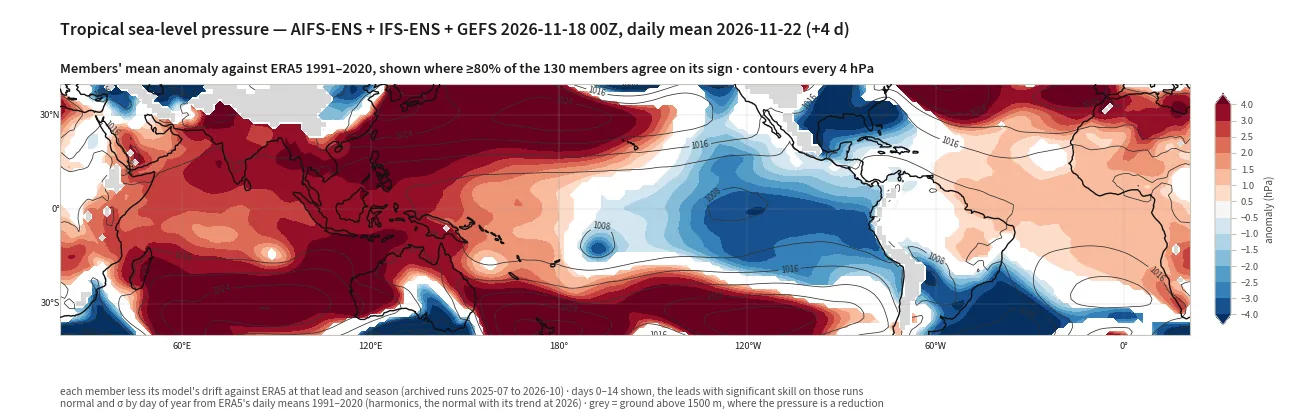 Tropical sea-level pressure — AIFS-ENS + IFS-ENS + GEFS 2026-11-18 00Z, daily mean 2026-11-22 (+4 d)
Members' mean anomaly against ERA5 1991–2020, shown where ≥80% of the 130 members agree on its sign · contours every 4 hPa
30°N
0°
30°S
60°E
120°E
180°
120°W
60°W
0°
1016
1016
1016
1016
1008
1008
1008
1016
1016
1016
4.0
3.0
2.0
1.5
1.0
0.5
−0.5
−1.0
−1.5
−2.0
−3.0
−4.0
anomaly (hPa)
each member less its model's drift against ERA5 at that lead and season (archived runs 2025-07 to 2026-10) · days 0–14 shown, the leads with significant skill on those runs
normal and σ by day of year from ERA5's daily means 1991–2020 (harmonics, the normal with its trend at 2026) · grey = ground above 1500 m, where the pressure is a reduction